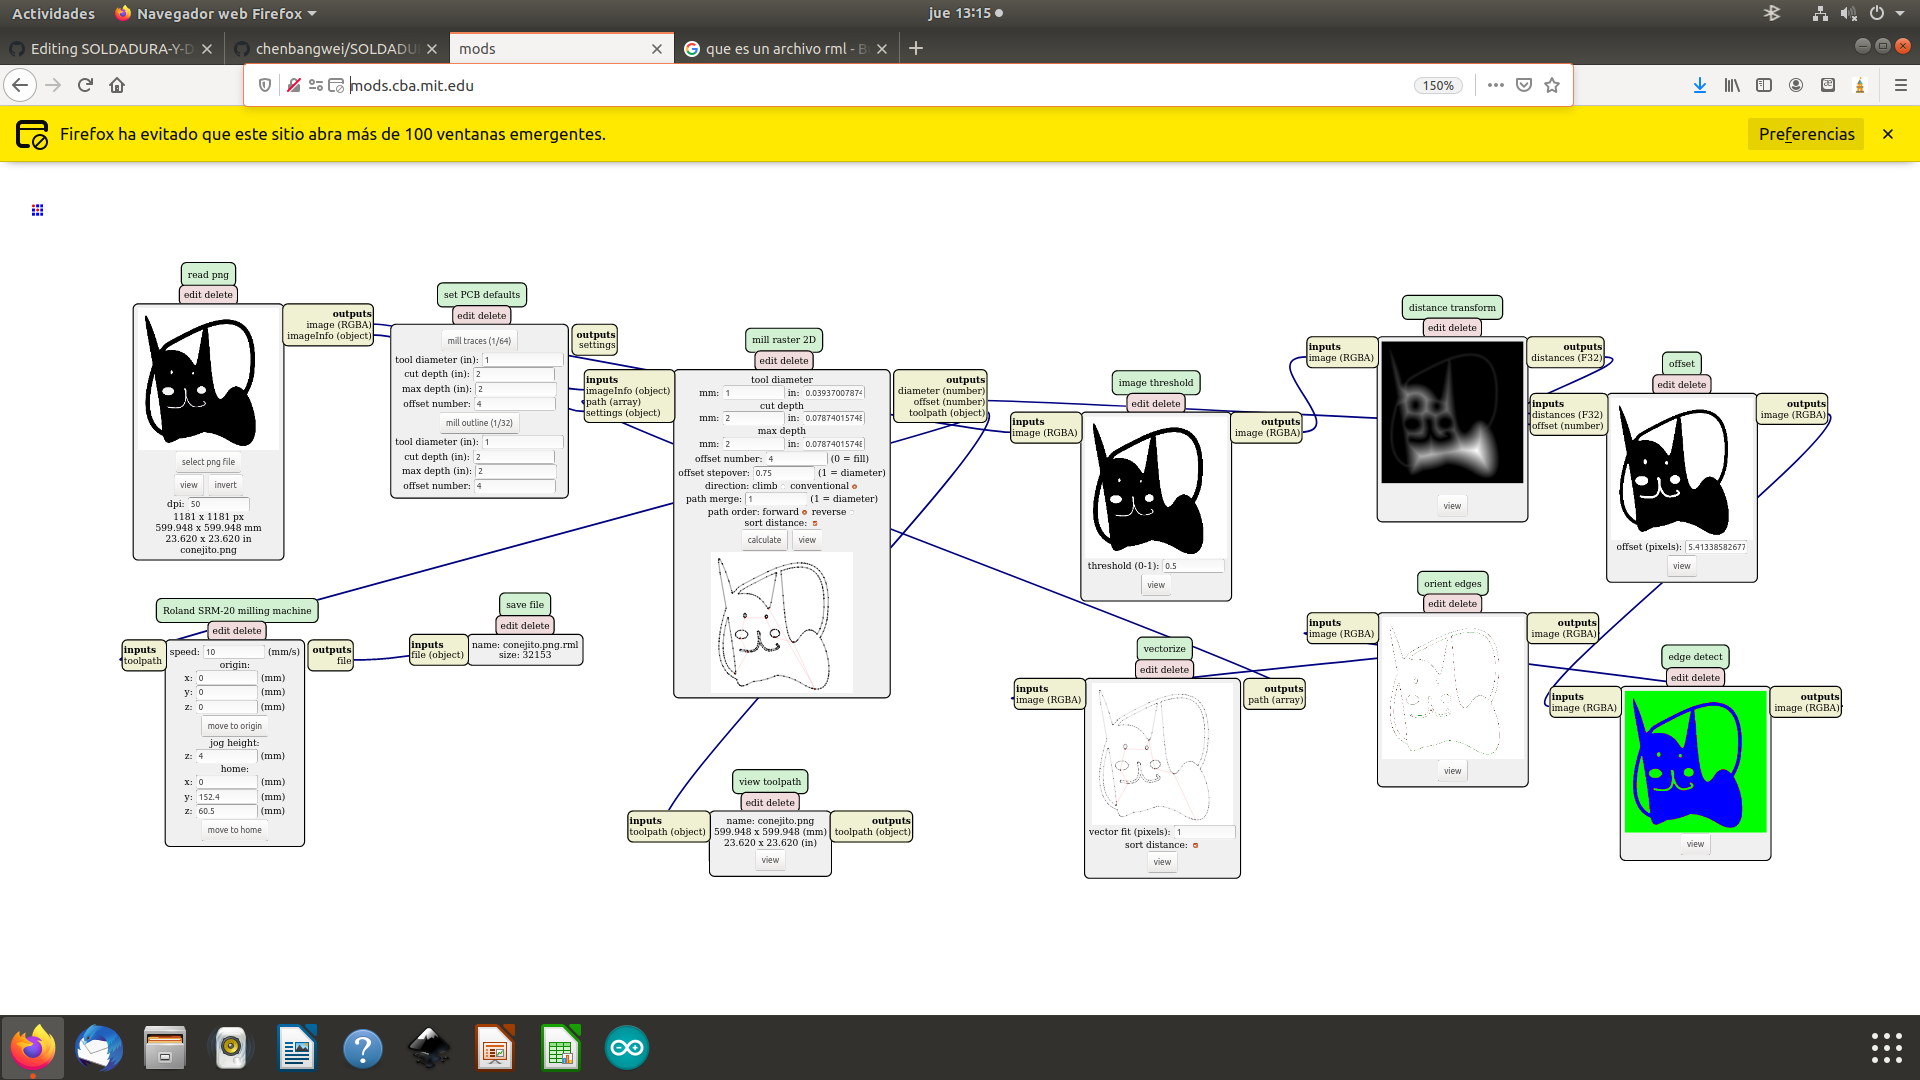 Actividades
Navegador web Firefox
jue 13:15
Editing SOLDADURA-Y-D
chenbangwei/SOLDADU
mods
que es un archivo rml - B
mods.cba.mit.edu
150%
Firefox ha evitado que este sitio abra más de 100 ventanas emergentes.
Preferencias
read png
edit delete
outputs
image (RGBA)
imageInfo (object)
select png file
view
invert
dpi: 50
1181 x 1181 px
599.948 x 599.948 mm
23.620 x 23.620 in
conejito.png
set PCB defaults
edit delete
outputs
settings
mill traces (1/64)
tool diameter (in): 1
cut depth (in): 2
max depth (in): 2
offset number: 4
mill outline (1/32)
tool diameter (in): 1
cut depth (in): 2
max depth (in): 2
offset number: 4
mill raster 2D
edit delete
inputs
imageInfo (object)
path (array)
settings (object)
outputs
diameter (number)
offset (number)
toolpath (object)
tool diameter
mm: 1 in: 0.03937007874
cut depth
mm: 2 in: 0.0787401574
max depth
mm: 2 in: 0.0787401574
offset number: 4 (0 = fill)
offset stepover: 0.75 (1 = diameter)
direction: climb conventional
path merge: 1 (1 = diameter)
path order: forward reverse
sort distance:
calculate
view
image threshold
edit delete
inputs
image (RGBA)
outputs
image (RGBA)
threshold (0-1): 0.5
view
distance transform
edit delete
inputs
image (RGBA)
outputs
distances (F32)
view
offset
edit delete
inputs
distances (F32)
offset (number)
outputs
image (RGBA)
offset (pixels): 5.41338582677
view
Roland SRM-20 milling machine
edit delete
inputs
toolpath
outputs
file
speed: 10 (mm/s)
origin:
x: 0 (mm)
y: 0 (mm)
z: 0 (mm)
move to origin
jog height:
z: 4 (mm)
home:
x: 0 (mm)
y: 152.4 (mm)
z: 60.5 (mm)
move to home
save file
edit delete
inputs
file (object)
name: conejito.png.rml
size: 32153
view toolpath
edit delete
inputs
toolpath (object)
outputs
toolpath (object)
name: conejito.png
599.948 x 599.948 (mm)
23.620 x 23.620 (in)
view
vectorize
edit delete
inputs
image (RGBA)
outputs
path (array)
vector fit (pixels): 1
sort distance:
view
orient edges
edit delete
inputs
image (RGBA)
outputs
image (RGBA)
view
edge detect
edit delete
inputs
image (RGBA)
outputs
image (RGBA)
view